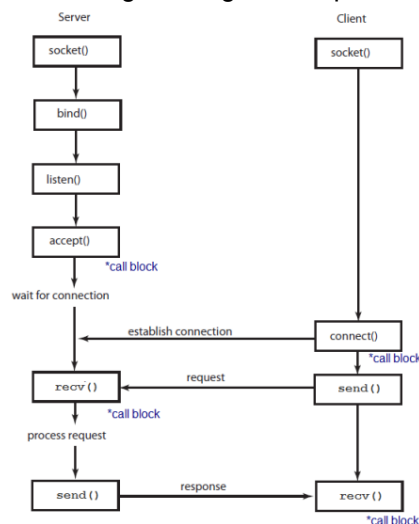 Server
Client
socket()
socket()
bind()
listen()
accept()
*call block
wait for connection
establish connection
connect()
*call block
recv()
request
send()
*call block
process request
send()
response
recv()
*call block